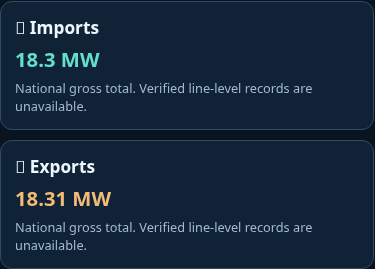 Imports
18.3 MW
National gross total. Verified line-level records are
unavailable.
Exports
18.31 MW
National gross total. Verified line-level records are
unavailable.